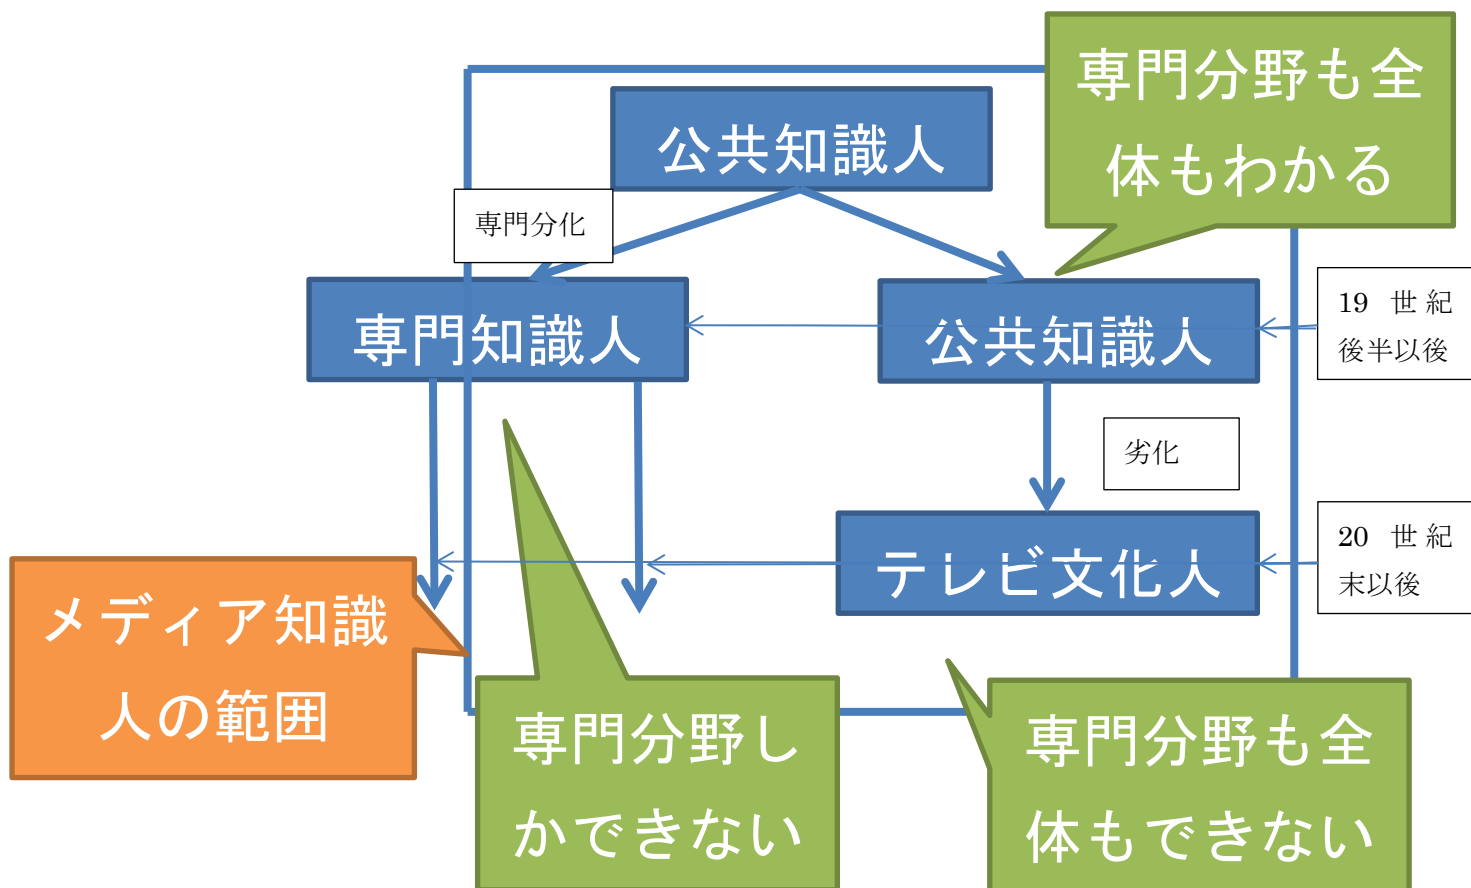 専門分野も全
体もわかる
公共知識人
専門分化
専門知識人
公共知識人
19 世紀
後半以後
劣化
テレビ文化人
20 世紀
末以後
メディア知識
人の範囲
専門分野し
かできない
専門分野も全
体もできない